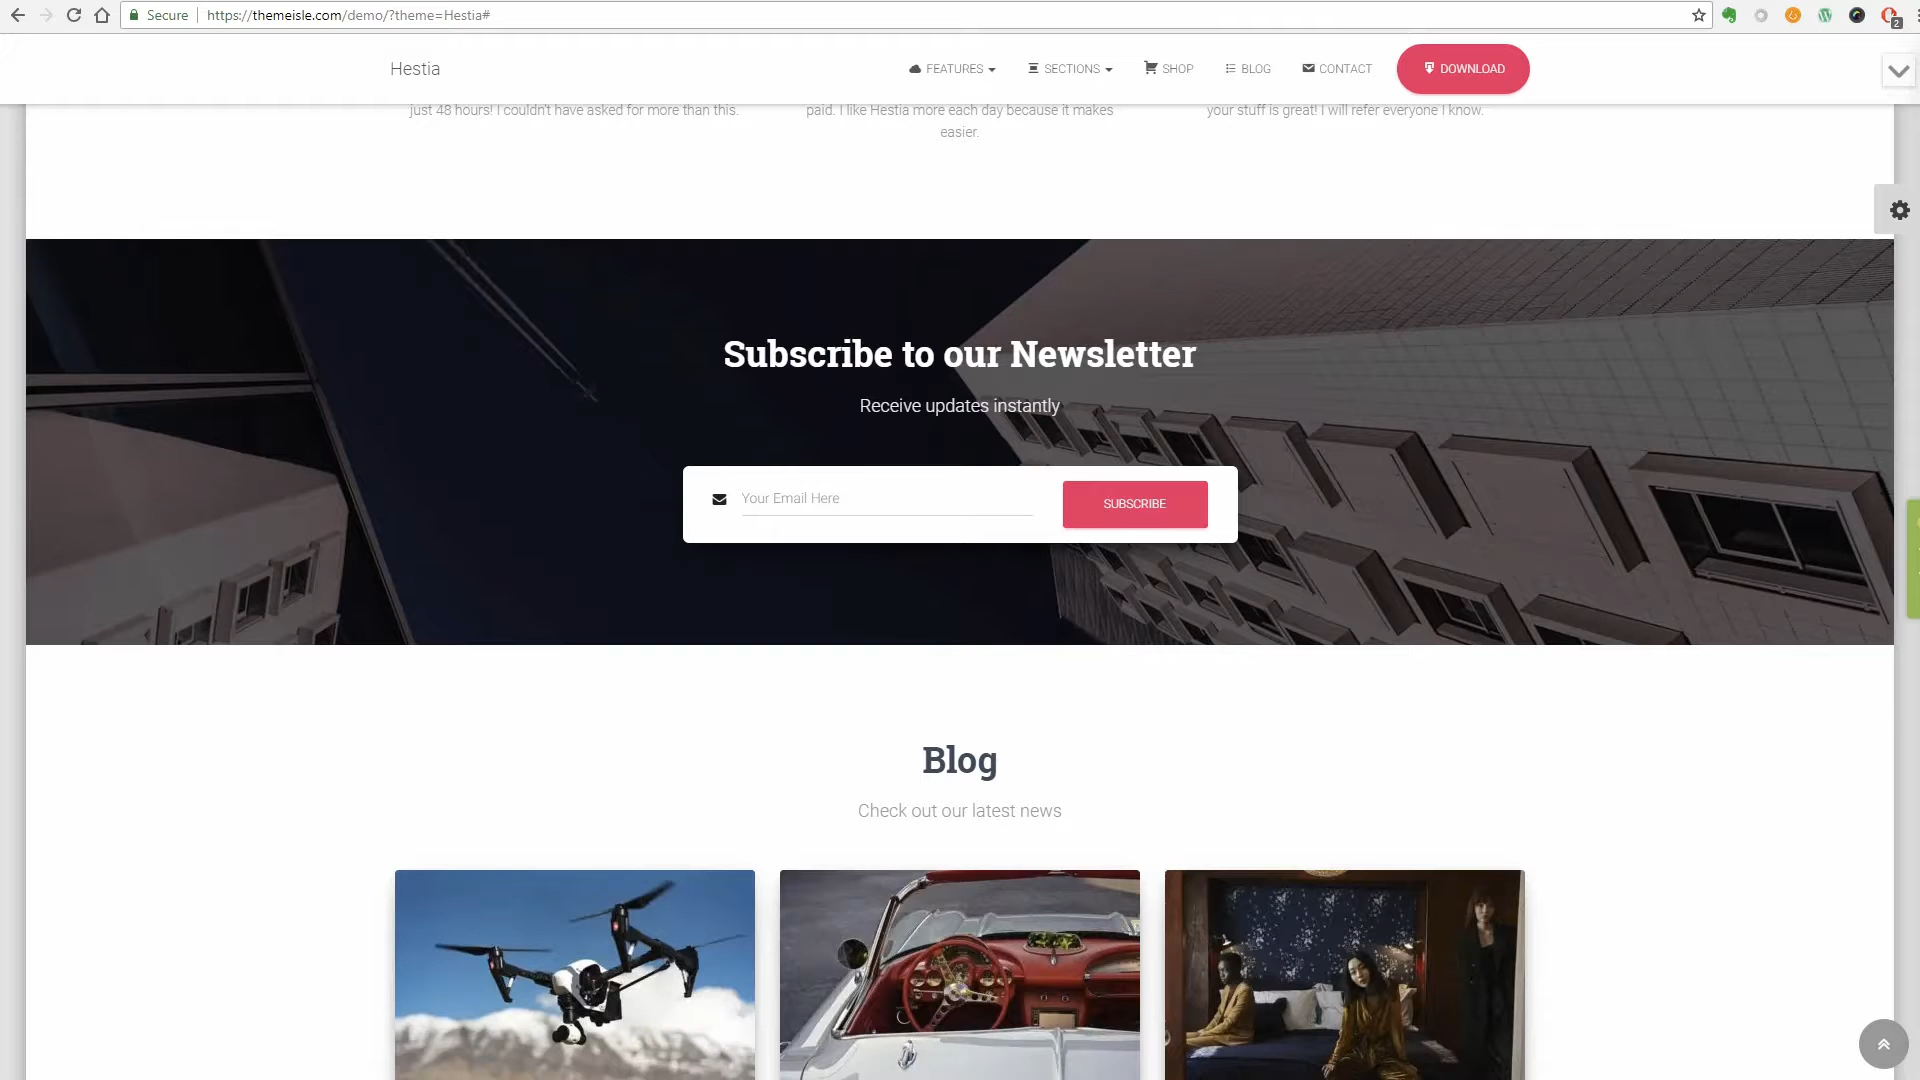 Secure https://themeisle.com/demo/?theme=Hestia#
2
Hestia FEATURES SECTIONS SHOP BLOG CONTACT DOWNLOAD
just 48 hours! I couldn't have asked for more than this.
paid. I like Hestia more each day because it makes
easier.
your stuff is great! I will refer everyone I know.
Subscribe to our Newsletter
Receive updates instantly
Your Email Here SUBSCRIBE
Blog
Check out our latest news